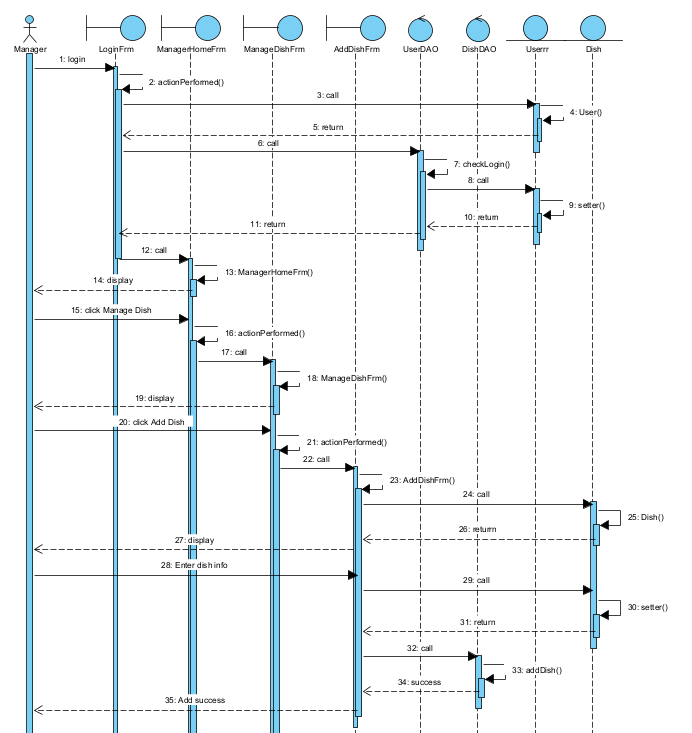 Manager
LoginFrm
ManagerHomeFrm
ManageDishFrm
AddDishFrm
UserDAO
DishDAO
Userrr
Dish
1: login
2: actionPerformed()
3: call
4: User()
5: return
6: call
7: checkLogin()
8: call
9: setter()
10: return
11: return
12: call
13: ManagerHomeFrm()
14: display
15: click Manage Dish
16: actionPerformed()
17: call
18: ManageDishFrm()
19: display
20: click Add Dish
21: actionPerformed()
22: call
23: AddDishFrm()
24: call
25: Dish()
26: returrn
27: display
28: Enter dish info
29: call
30: setter()
31: return
32: call
33: addDish()
34: success
35: Add success